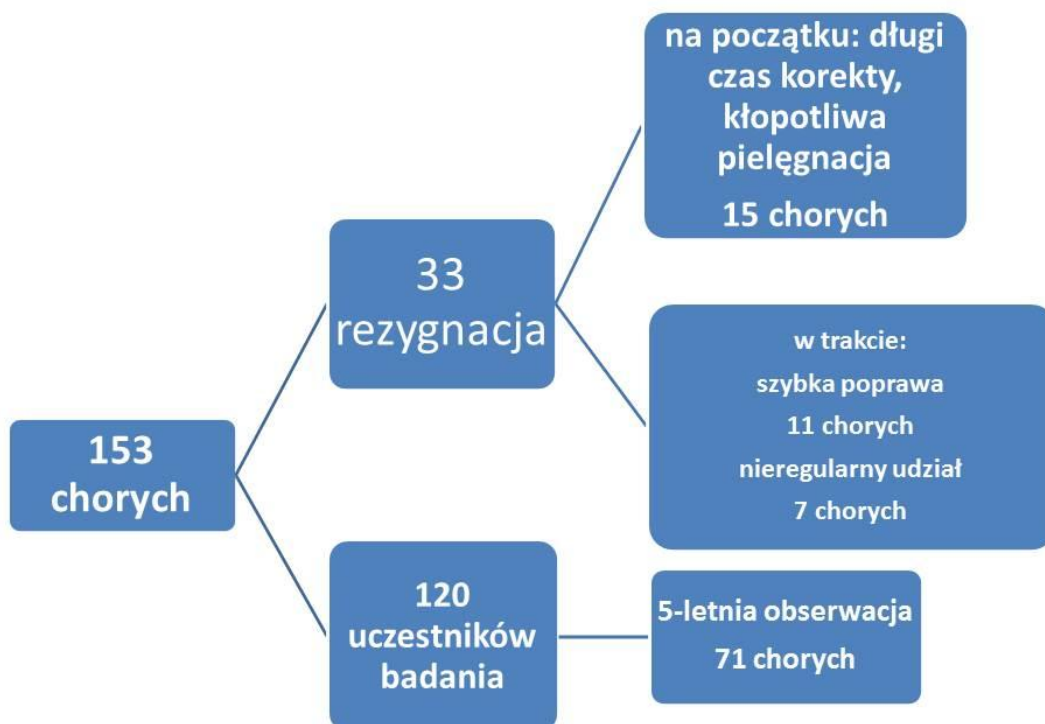 153
chorych
33
rezygnacja
na początku: długi
czas korekty,
kłopotliwa
pielęgnacja
15 chorych
w trakcie:
szybka poprawa
11 chorych
nieregularny udział
7 chorych
120
uczestników
badania
5-letnia obserwacja
71 chorych